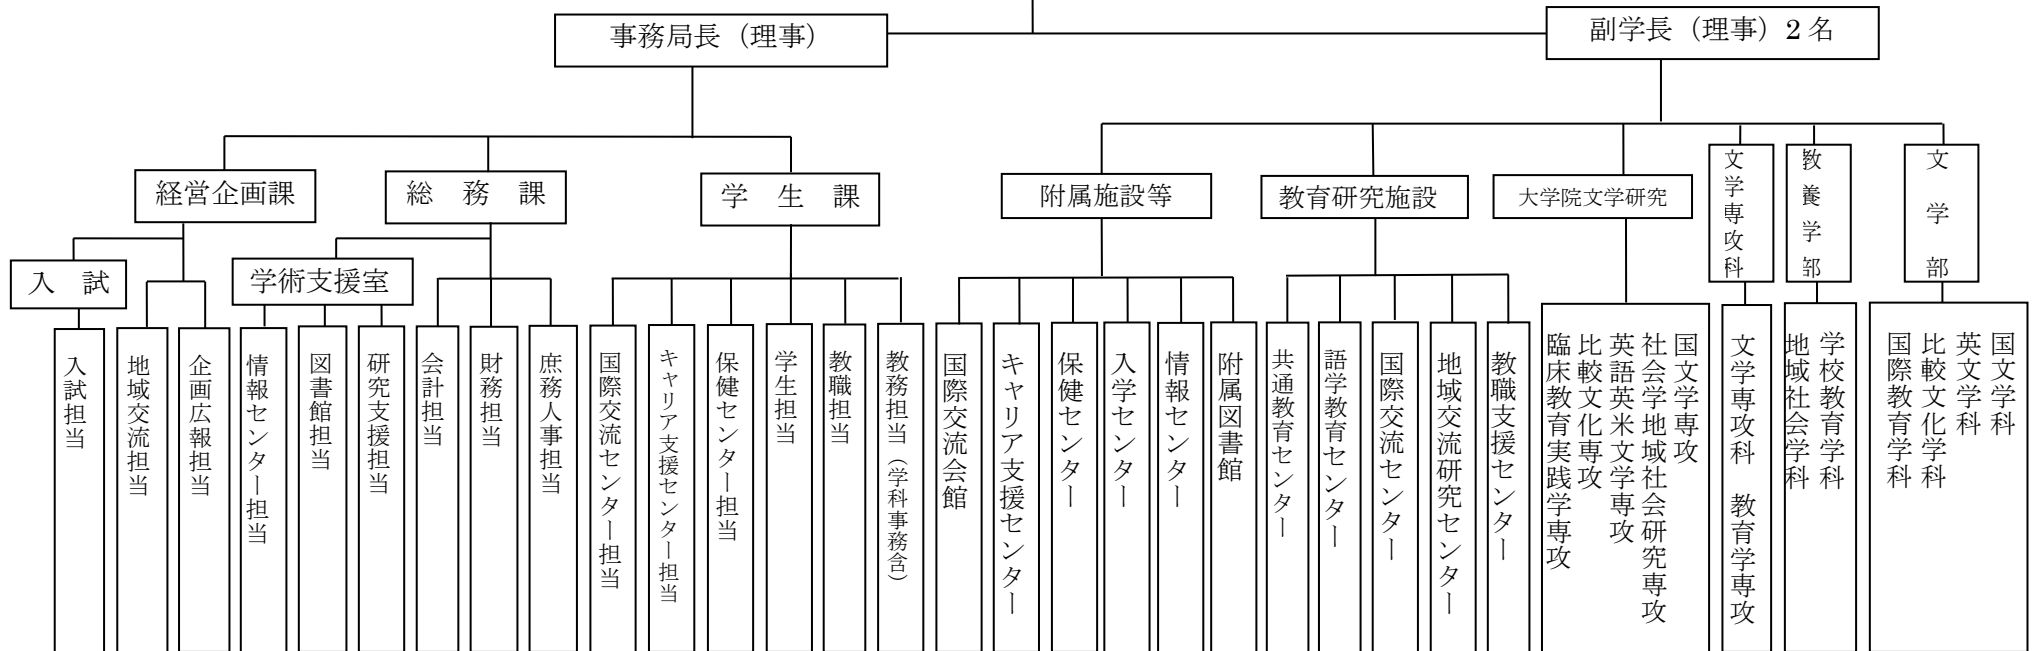 事務局長（理事）
副学長（理事）2名
経営企画課
総　務　課
学　生　課
附属施設等
教育研究施設
大学院文学研究
文学専攻科
教養学部
文学部
入　試
学術支援室
入試担当
地域交流担当
企画広報担当
情報センター担当
図書館担当
研究支援担当
会計担当
財務担当
庶務人事担当
国際交流センター担当
キャリア支援センター担当
保健センター担当
学生担当
教職担当
教務担当（学科事務含）
国際交流会館
キャリア支援センター
保健センター
入学センター
情報センター
附属図書館
共通教育センター
語学教育センター
国際交流センター
地域交流研究センター
教職支援センター
国文学専攻
社会学地域社会研究専攻
英語英米文学専攻
比較文化専攻
臨床教育実践学専攻
文学専攻科　教育学専攻
学校教育学科
地域社会学科
国文学科
英文学科
比較文化学科
国際教育学科